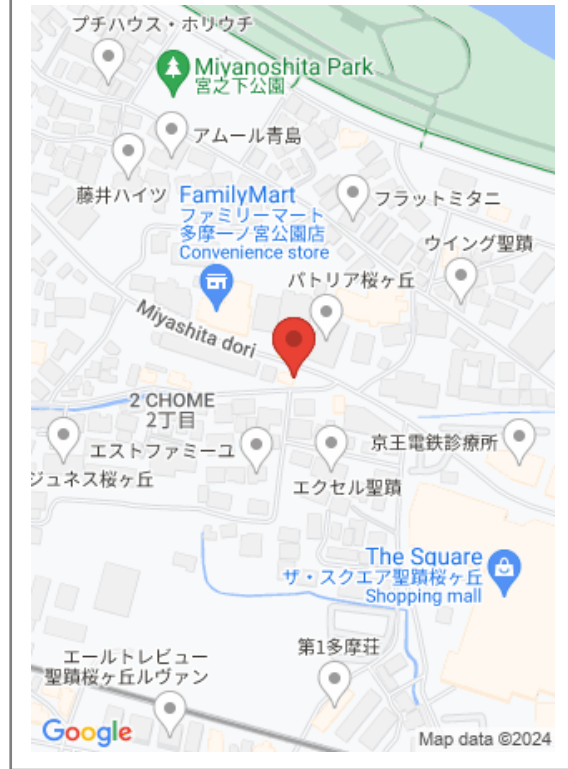 プチハウス・ホリウチ
Miyanoshita Park
宮之下公園
アムール青島
藤井ハイツ
FamilyMart
ファミリーマート
多摩一ノ宮公園店
Convenience store
フラットミタニ
ウイング聖蹟
パトリア桜ヶ丘
Miyashita dori
2 CHOME
2丁目
エストファミーユ
京王電鉄診療所
ジュネス桜ヶ丘
エクセル聖蹟
The Square
ザ・スクエア聖蹟桜ヶ丘
Shopping mall
第1多摩荘
エールトレビュー
聖蹟桜ヶ丘ルヴァン
Google
Map data ©2024